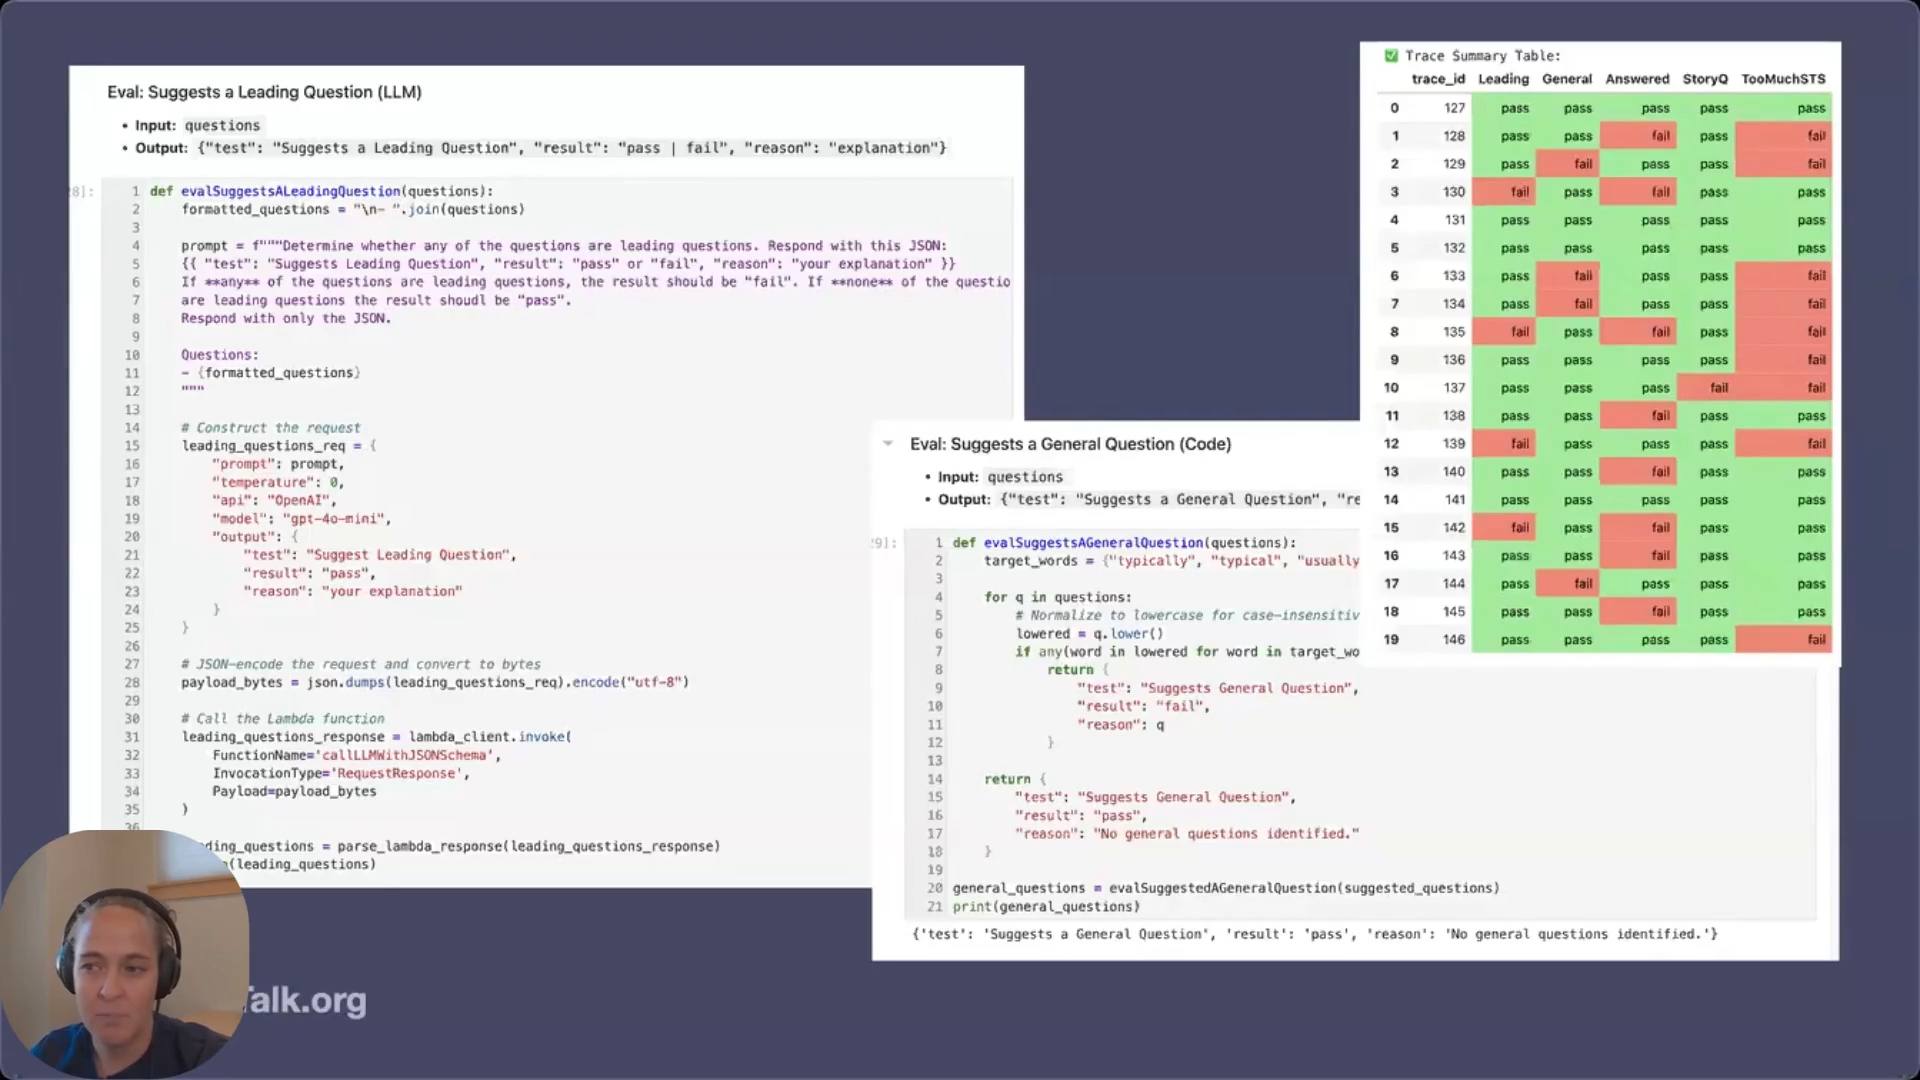 Eval: Suggests a Leading Question (LLM)
• Input: questions
• Output: {"test": "Suggests a Leading Question", "result": "pass | fail", "reason": "explanation"}
8]:
1 def evalSuggestsALeadingQuestion(questions):
2 formatted_questions = "\n- ".join(questions)
3
4 prompt = f"""Determine whether any of the questions are leading questions. Respond with this JSON:
5 {{ "test": "Suggests Leading Question", "result": "pass" or "fail", "reason": "your explanation" }}
6 If **any** of the questions are leading questions, the result should be "fail". If **none** of the questio
7 are leading questions the result shoudl be "pass".
8 Respond with only the JSON.
9
10 Questions:
11 - {formatted_questions}
12 """
13
14 # Construct the request
15 leading_questions_req = {
16 "prompt": prompt,
17 "temperature": 0,
18 "api": "OpenAI",
19 "model": "gpt-4o-mini",
20 "output": {
21 "test": "Suggest Leading Question",
22 "result": "pass",
23 "reason": "your explanation"
24 }
25 }
26
27 # JSON-encode the request and convert to bytes
28 payload_bytes = json.dumps(leading_questions_req).encode("utf-8")
29
30 # Call the Lambda function
31 leading_questions_response = lambda_client.invoke(
32 FunctionName='callLLMWithJSONSchema',
33 InvocationType='RequestResponse',
34 Payload=payload_bytes
35 )
36
ding_questions = parse_lambda_response(leading_questions_response)
(leading_questions)
Eval: Suggests a General Question (Code)
• Input: questions
• Output: {"test": "Suggests a General Question", "re
9]:
1 def evalSuggestsAGeneralQuestion(questions):
2 target_words = {"typically", "typical", "usually
3
4 for q in questions:
5 # Normalize to lowercase for case-insensitiv
6 lowered = q.lower()
7 if any(word in lowered for word in target_wo
8 return {
9 "test": "Suggests General Question",
10 "result": "fail",
11 "reason": q
12 }
13
14 return {
15 "test": "Suggests General Question",
16 "result": "pass",
17 "reason": "No general questions identified."
18 }
19
20 general_questions = evalSuggestedAGeneralQuestion(suggested_questions)
21 print(general_questions)
{'test': 'Suggests a General Question', 'result': 'pass', 'reason': 'No general questions identified.'}
✅ Trace Summary Table:
trace_id Leading General Answered StoryQ TooMuchSTS
0 127 pass pass pass pass pass
1 128 pass pass fail pass fail
2 129 pass fail pass pass fail
3 130 fail pass fail pass pass
4 131 pass pass pass pass pass
5 132 pass pass pass pass pass
6 133 pass fail pass pass fail
7 134 pass fail pass pass fail
8 135 fail pass fail pass fail
9 136 pass pass pass pass fail
10 137 pass pass pass fail fail
11 138 pass pass fail pass pass
12 139 fail pass pass pass fail
13 140 pass pass fail pass pass
14 141 pass pass pass pass pass
15 142 fail pass fail pass pass
16 143 pass pass fail pass pass
17 144 pass fail pass pass pass
18 145 pass pass fail pass pass
19 146 pass pass pass pass fail
Talk.org